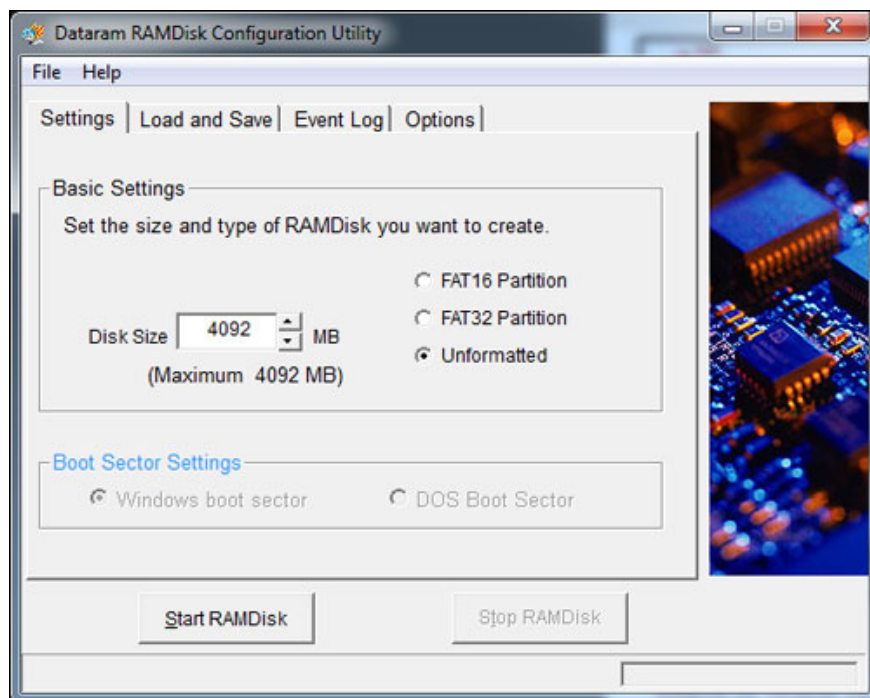 Dataram RAMDisk Configuration Utility
File Help
Settings Load and Save Event Log Options
Basic Settings
Set the size and type of RAMDisk you want to create.
FAT16 Partition
FAT32 Partition
Disk Size 4092 MB
Unformatted
(Maximum 4092 MB)
Boot Sector Settings
Windows boot sector DOS Boot Sector
Start RAMDisk Stop RAMDisk